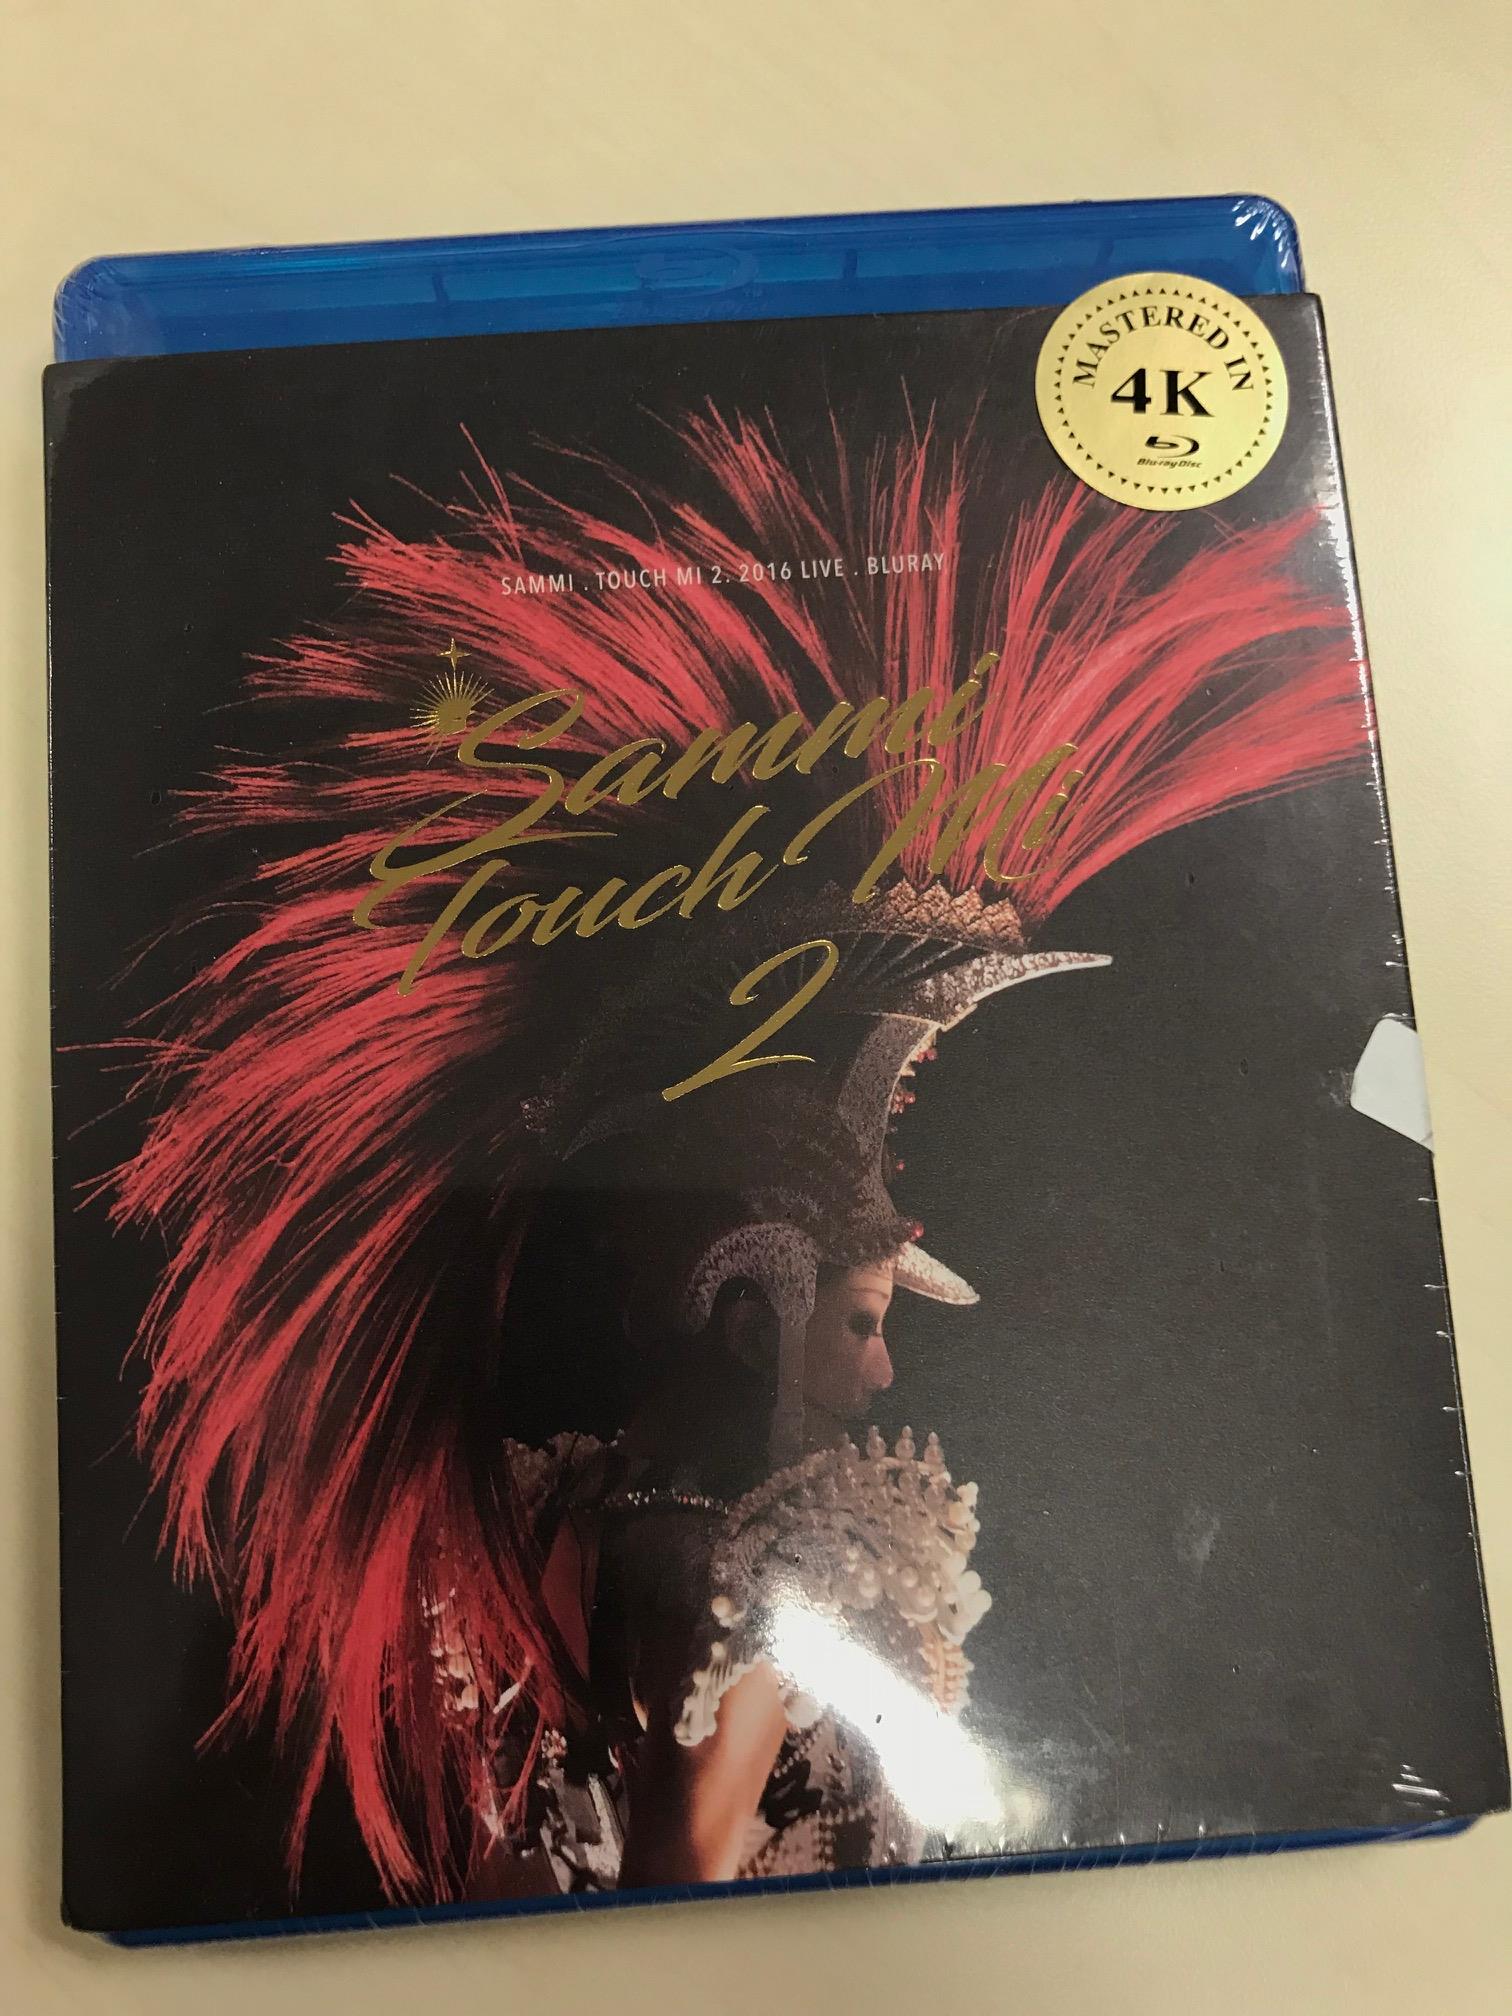 MASTERED IN
4K
Blu-ray Disc
SAMMI . TOUCH MI 2. 2016 LIVE . BLURAY
Sammi
Touch Mi
2